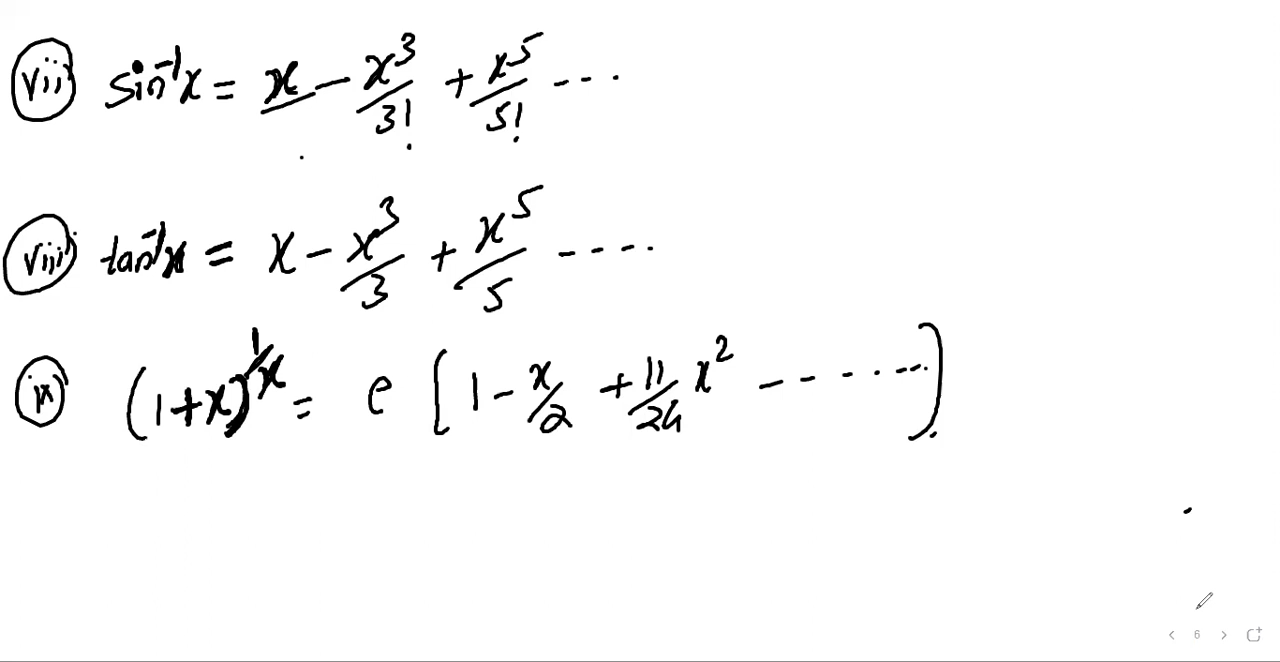 (vii) sin⁻¹x = x - x³/3! + x⁵/5! ----
(viii) tan⁻¹x = x - x³/3 + x⁵/5 ----
(ix) (1+x)^(1/x) = e [1 - x/2 + 11/24 x² -------]
< 6 >